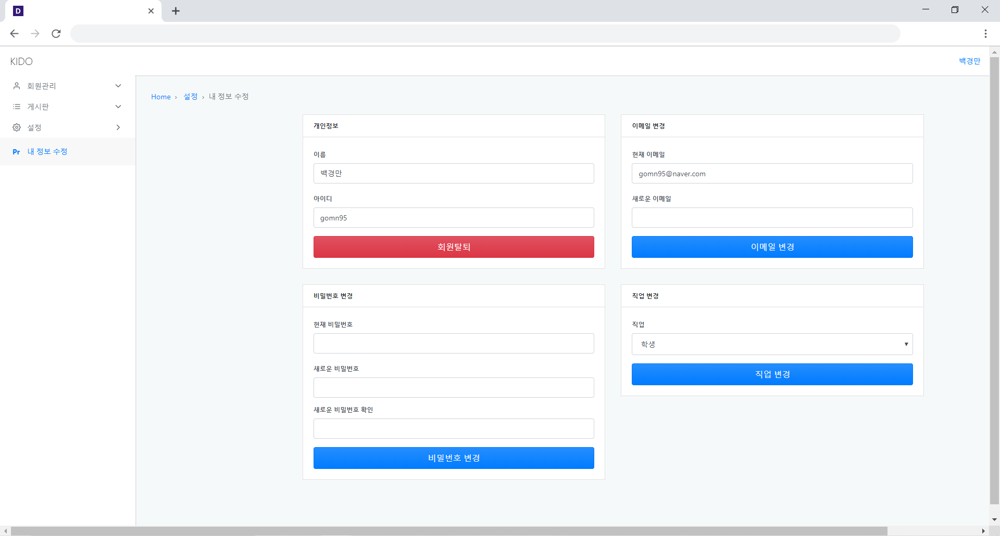 D
KIDO
백경만
회원관리
게시판
설정
Pr 내 정보 수정
Home › 설정 › 내 정보 수정
개인정보
이름
백경만
아이디
gomn95
회원탈퇴
이메일 변경
현재 이메일
gomn95@naver.com
새로운 이메일
이메일 변경
비밀번호 변경
현재 비밀번호
새로운 비밀번호
새로운 비밀번호 확인
비밀번호 변경
직업 변경
직업
학생
직업 변경